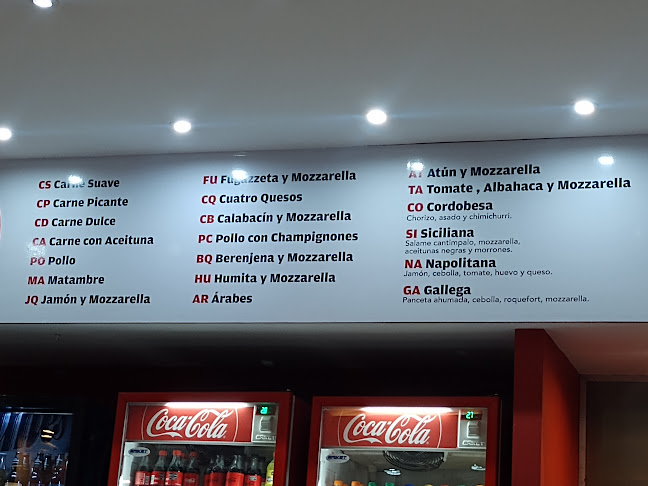 CS Carne Suave
CP Carne Picante
CD Carne Dulce
CA Carne con Aceituna
PO Pollo
MA Matambre
JQ Jamón y Mozzarella
FU Fugazzeta y Mozzarella
CQ Cuatro Quesos
CB Calabacín y Mozzarella
PC Pollo con Champignones
BQ Berenjena y Mozzarella
HU Humita y Mozzarella
AR Árabes
AT Atún y Mozzarella
TA Tomate , Albahaca y Mozzarella
CO Cordobesa
Chorizo, asado y chimichurri.
SI Siciliana
Salame cantimpalo, mozzarella,
aceitunas negras y morrones.
NA Napolitana
Jamón, cebolla, tomate, huevo y queso.
GA Gallega
Panceta ahumada, cebolla, roquefort, mozzarella.
Coca-Cola
Coca-Cola